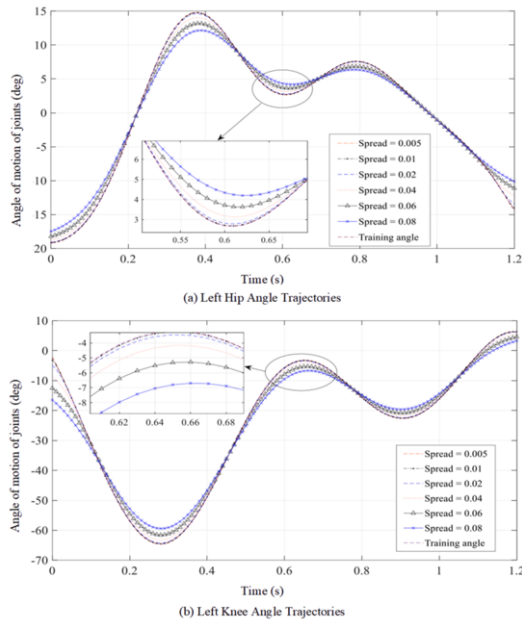 15
10
5
0
5
10
15
20
Angle of motion of joints (deg)
6
5
4
3
0.55
0.6
0.65
Spread = 0.005
Spread = 0.01
Spread = 0.02
Spread = 0.04
Spread = 0.06
Spread = 0.08
Training angle
0
0.2
0.4
0.6
0.8
1
1.2
Time (s)
(a) Left Hip Angle Trajectories
10
0
-10
-20
-30
-40
-50
-60
-70
Angle of motion of joints (deg)
-4
-5
-6
-7
-8
0.62
0.64
0.66
0.68
Spread = 0.005
Spread = 0.01
Spread = 0.02
Spread = 0.04
Spread = 0.06
Spread = 0.08
Training angle
0
0.2
0.4
0.6
0.8
1
1.2
Time (s)
(b) Left Knee Angle Trajectories